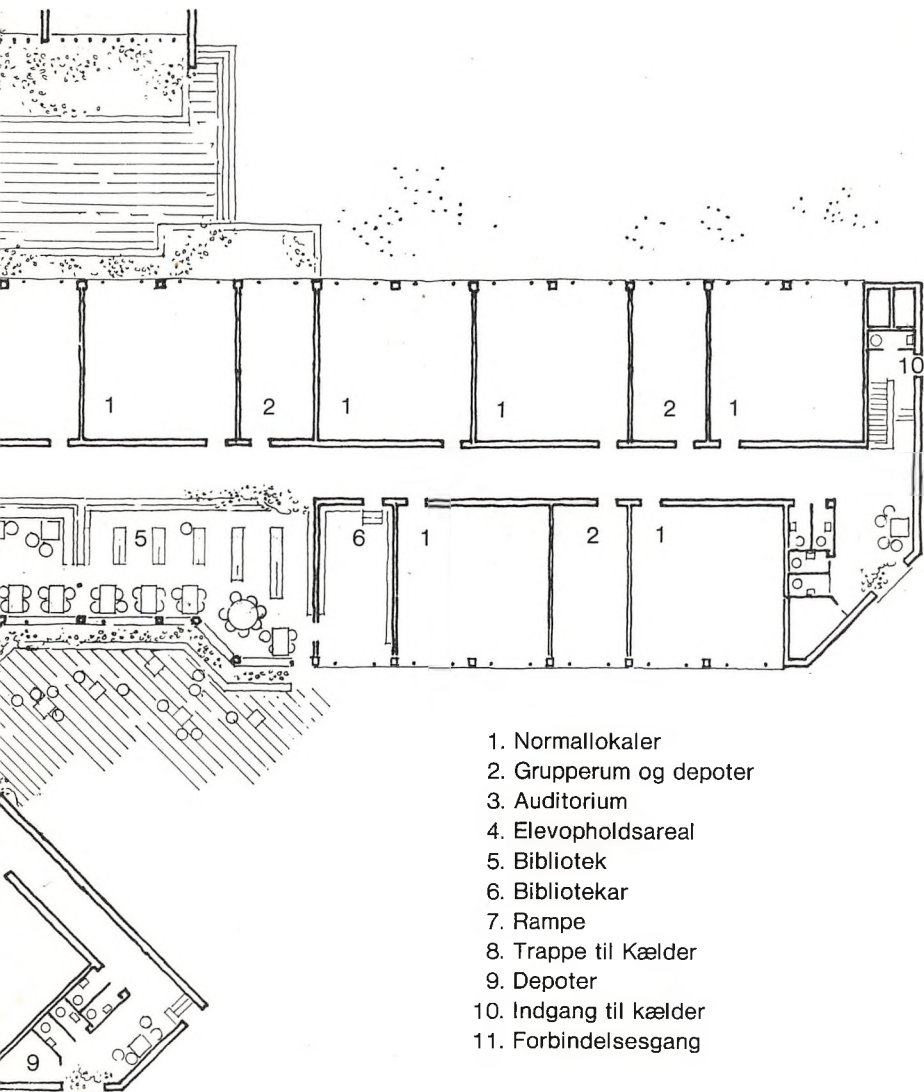 10
1 2 1 1 2 1
5 6 1 2 1
1. Normallokaler
2. Grupperum og depoter
3. Auditorium
4. Elevopholdsareal
5. Bibliotek
6. Bibliotekar
7. Rampe
8. Trappe til Kælder
9. Depoter
10. Indgang til kælder
11. Forbindelsesgang
9